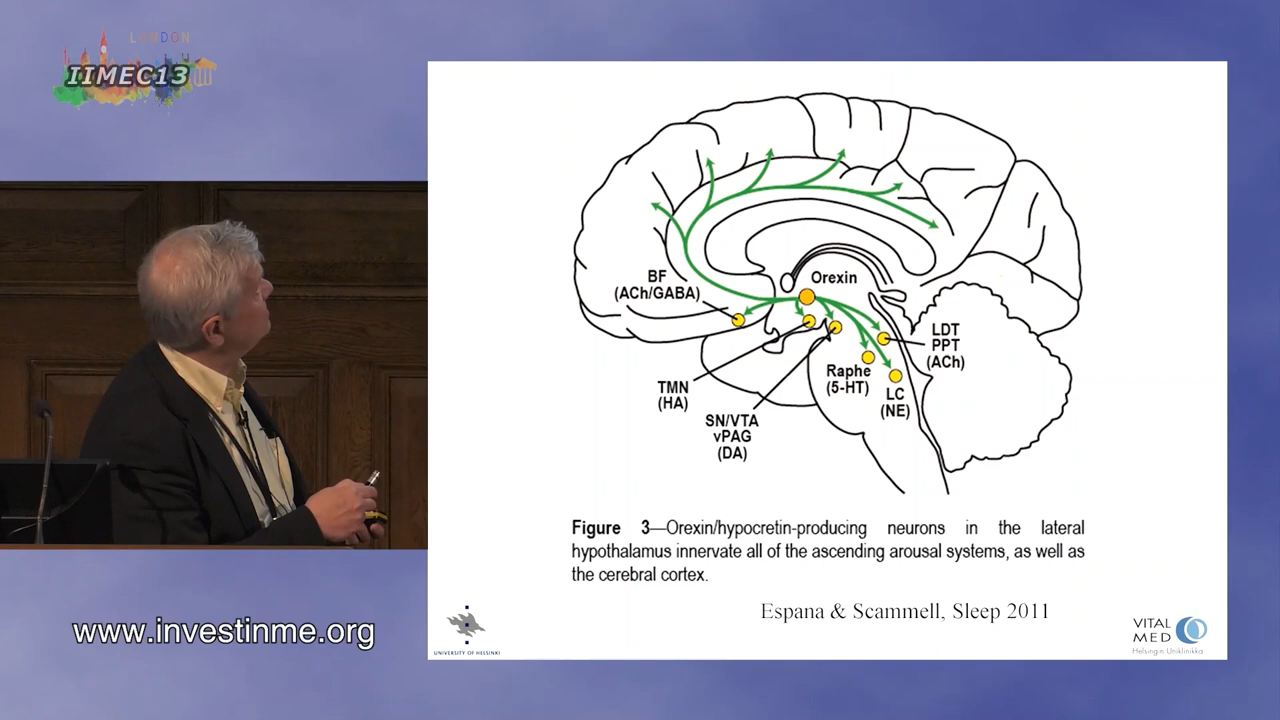 LONDON
IIMEC13
Orexin
BF
(ACh/GABA)
LDT
PPT
(ACh)
Raphe
(5-HT)
TMN
(HA)
LC
(NE)
SN/VTA
vPAG
(DA)
Figure 3—Orexin/hypocretin-producing neurons in the lateral
hypothalamus innervate all of the ascending arousal systems, as well as
the cerebral cortex.
Espana & Scammell, Sleep 2011
www.investinme.org
UNIVERSITY OF HELSINKI
VITAL
MED
Helsingin Uniklinikka